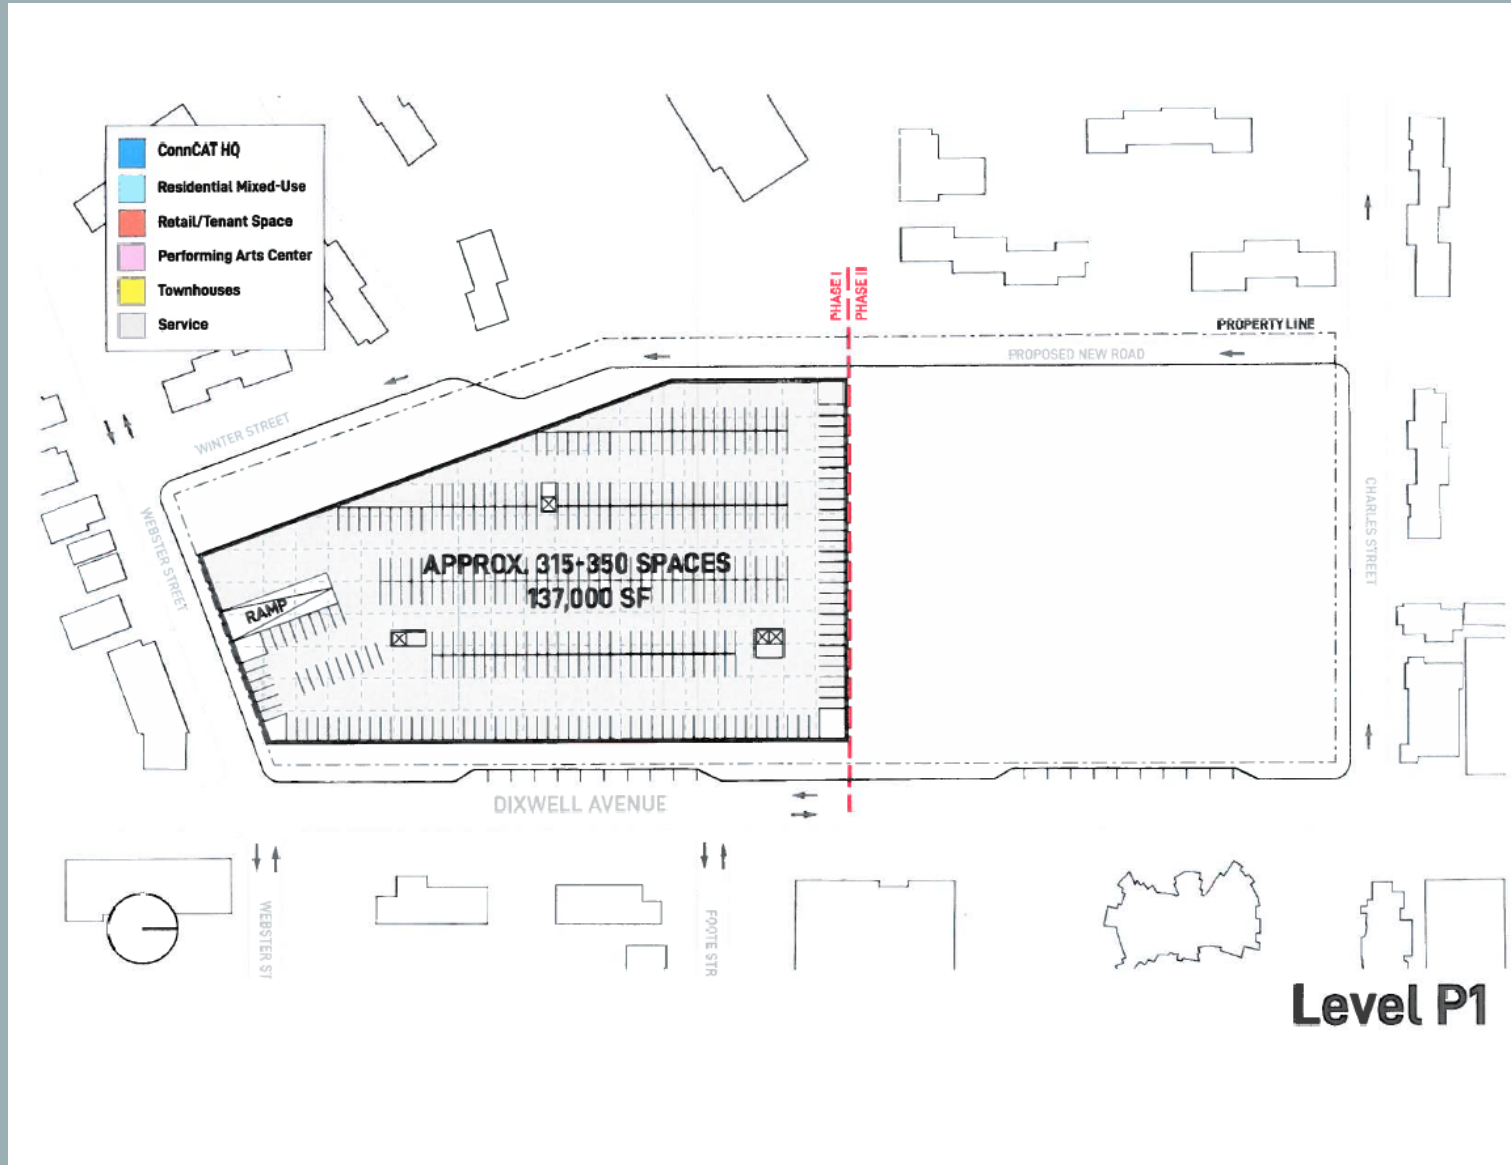 ConnCAT HQ
Residential Mixed-Use
Retail/Tenant Space
Performing Arts Center
Townhouses
Service
PHASE I
PHASE II
PROPERTY LINE
PROPOSED NEW ROAD
WINTER STREET
WEBSTER STREET
CHARLES STREET
APPROX. 315-350 SPACES
137,000 SF
RAMP
DIXWELL AVENUE
WEBSTER ST
FOOTE STR
Level P1